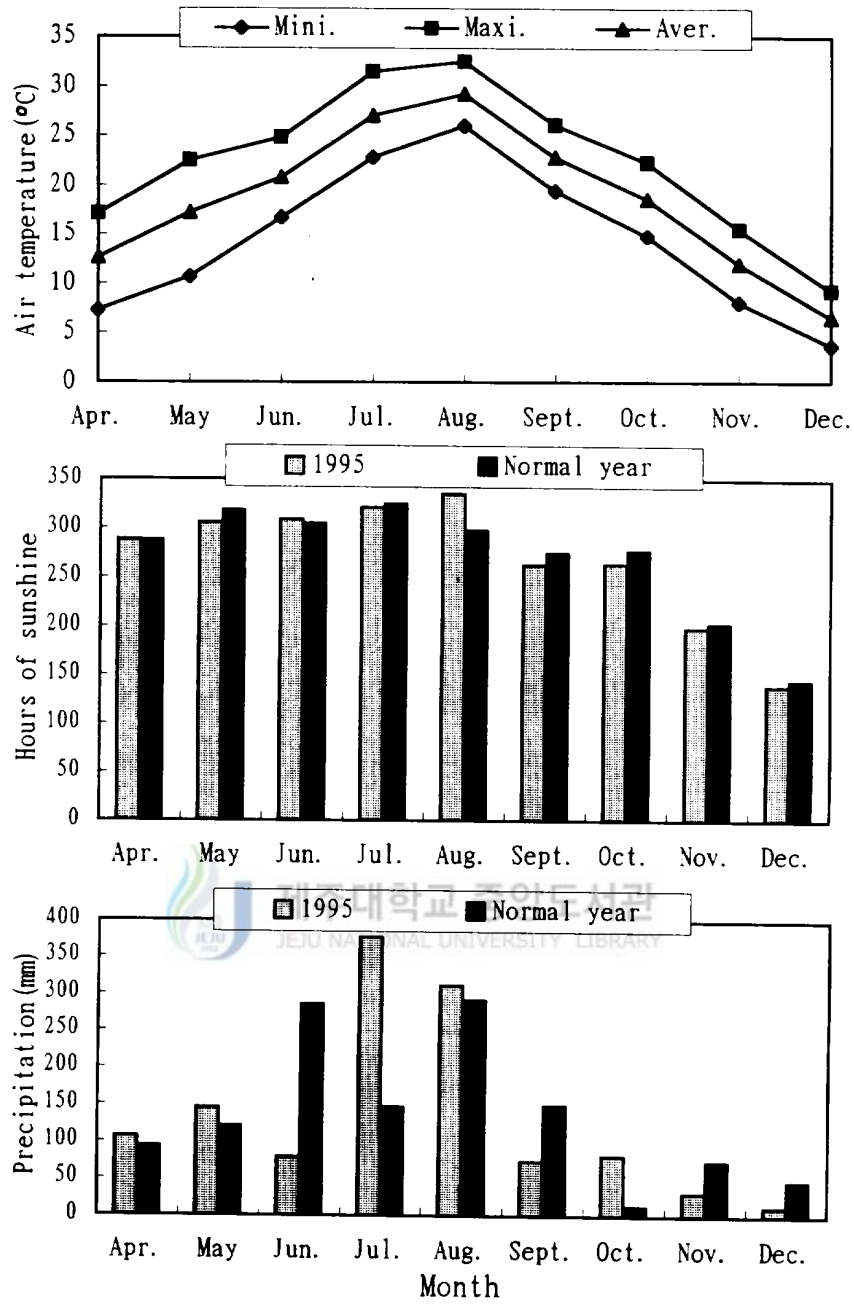 Mini. Maxi. Aver.
35
30
25
20
15
10
5
0
Air temperature(°C)
Apr. May Jun. Jul. Aug. Sept. Oct. Nov. Dec.
1995 Normal year
350
300
250
200
150
100
50
0
Hours of sunshine
Apr. May Jun. Jul. Aug. Sept. Oct. Nov. Dec.
제주대학교 중앙도서관
JEJU NATIONAL UNIVERSITY LIBRARY
JEJU
1952
1995 Normal year
400
350
300
250
200
150
100
50
0
Precipitation(mm)
Apr. May Jun. Jul. Aug. Sept. Oct. Nov. Dec.
Month